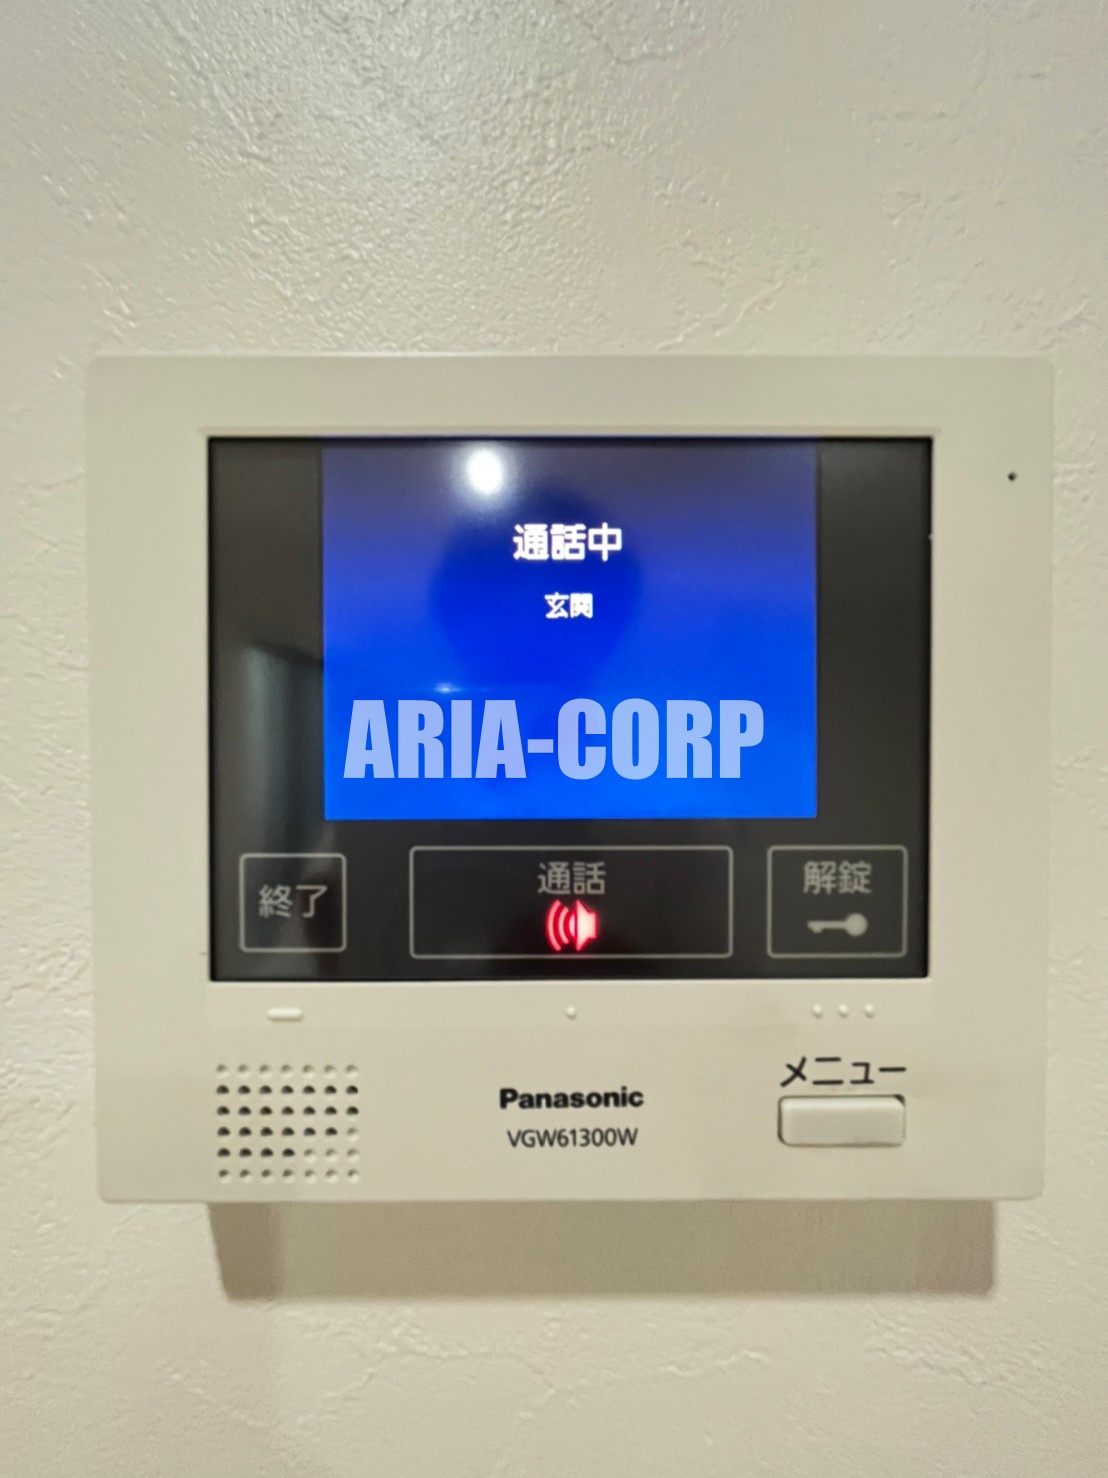 通話中
玄関
ARIA-CORP
終了
通話
解錠
メニュー
Panasonic
VGW61300W